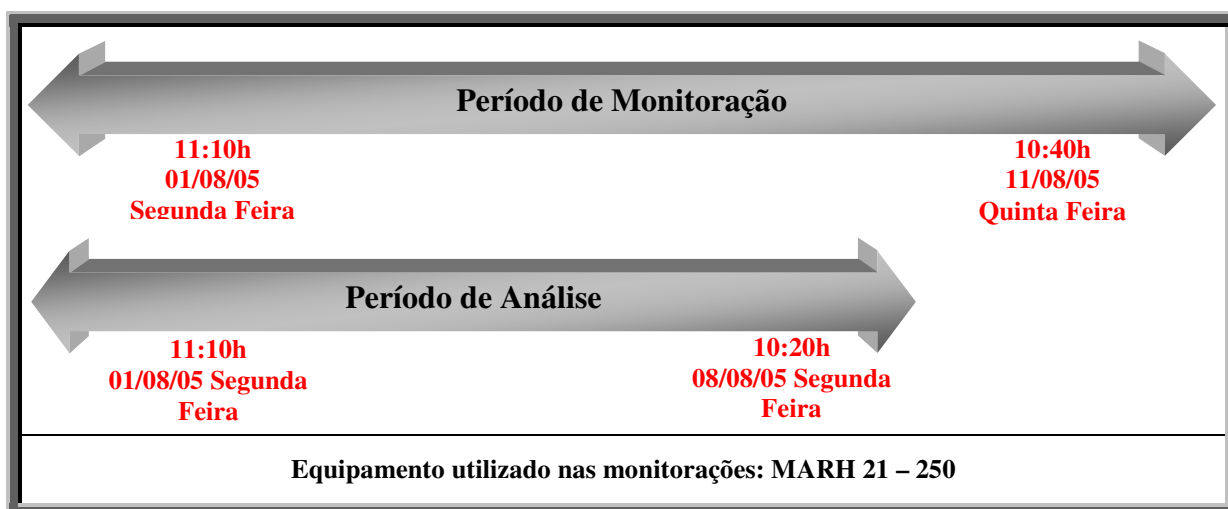 Período de Monitoração
11:10h
01/08/05
Segunda Feira
10:40h
11/08/05
Quinta Feira
Período de Análise
11:10h
01/08/05 Segunda
Feira
10:20h
08/08/05 Segunda
Feira
Equipamento utilizado nas monitorações: MARH 21 – 250